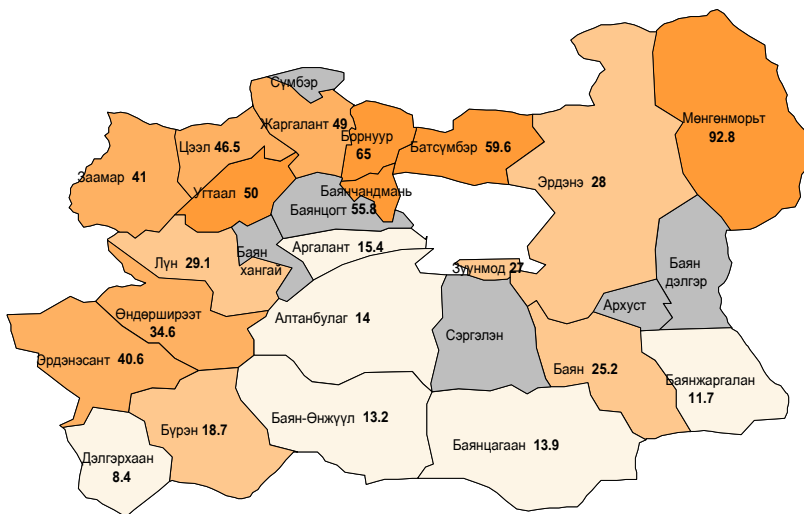 Сүмбэр
Жаргалант 49
Борнуур
65
Батсүмбэр 59.6
Мөнгөнморьт
92.8
Цээл 46.5
Заамар 41
Угтаал 50
Баянчандмань
55.8
Баянцогт
Эрдэнэ 28
Аргалант 15.4
Баян
хангай
Лүн 29.1
Зуунмод 27
Баян
дэлгэр
Архуст
Өндөрширээт
34.6
Алтанбулаг 14
Сэргэлэн
Эрдэнэсант
40.6
Баян 25.2
Баянжаргалан
11.7
Бүрэн 18.7
Баян-Өнжүүл 13.2
Баянцагаан 13.9
Дэлгэрхаан
8.4